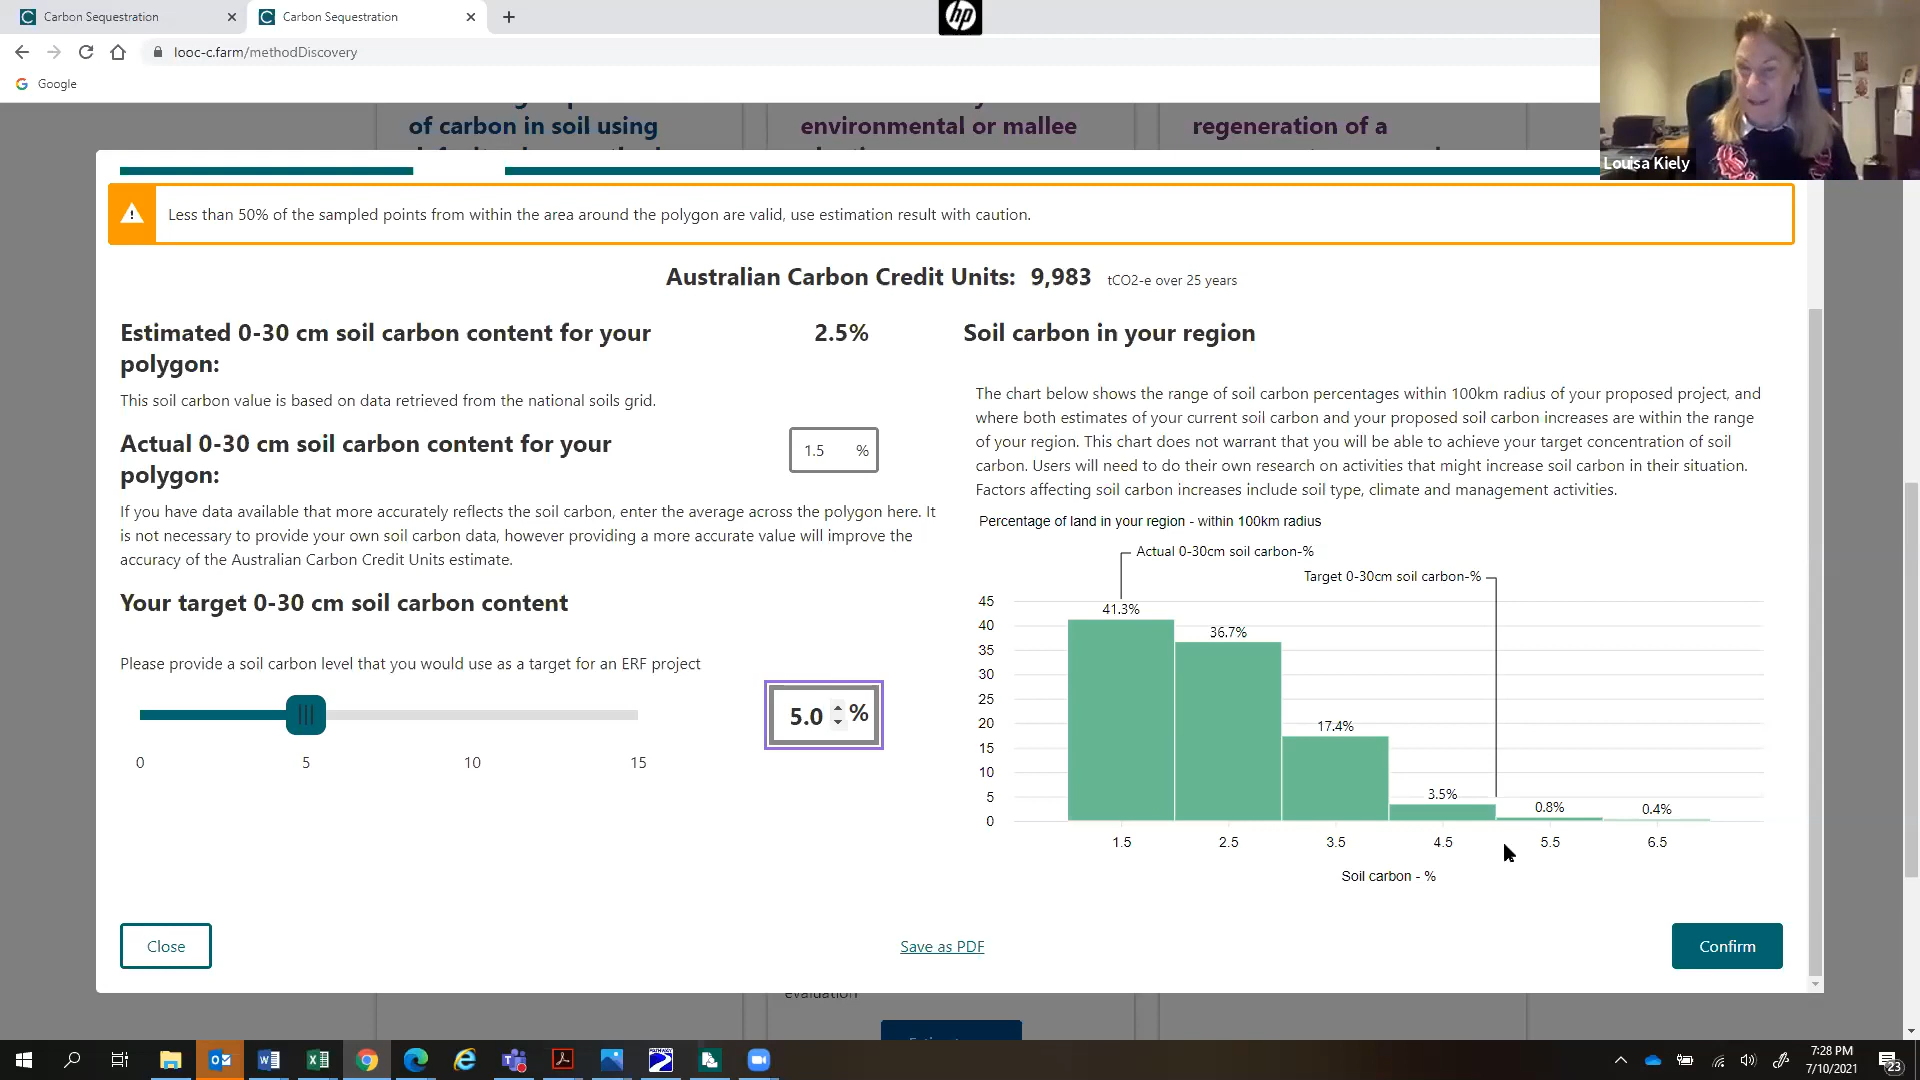 Carbon Sequestration
Carbon Sequestration
hp
looc-c.farm/methodDiscovery
Google
Louisa Kiely
of carbon in soil using
environmental or mallee
regeneration of a
Less than 50% of the sampled points from within the area around the polygon are valid, use estimation result with caution.
Australian Carbon Credit Units: 9,983 tCO2-e over 25 years
Estimated 0-30 cm soil carbon content for your
polygon:
2.5%
This soil carbon value is based on data retrieved from the national soils grid.
Actual 0-30 cm soil carbon content for your
polygon:
1.5 %
If you have data available that more accurately reflects the soil carbon, enter the average across the polygon here. It
is not necessary to provide your own soil carbon data, however providing a more accurate value will improve the
accuracy of the Australian Carbon Credit Units estimate.
Your target 0-30 cm soil carbon content
Please provide a soil carbon level that you would use as a target for an ERF project
5.0 %
0 5 10 15
Soil carbon in your region
The chart below shows the range of soil carbon percentages within 100km radius of your proposed project, and
where both estimates of your current soil carbon and your proposed soil carbon increases are within the range
of your region. This chart does not warrant that you will be able to achieve your target concentration of soil
carbon. Users will need to do their own research on activities that might increase soil carbon in their situation.
Factors affecting soil carbon increases include soil type, climate and management activities.
Percentage of land in your region - within 100km radius
Actual 0-30cm soil carbon-%
Target 0-30cm soil carbon-%
45
40
35
30
25
20
15
10
5
0
41.3%
36.7%
17.4%
3.5%
0.8%
0.4%
1.5 2.5 3.5 4.5 5.5 6.5
Soil carbon - %
Close
Save as PDF
Confirm
evaluation
7:28 PM
7/10/2021
23